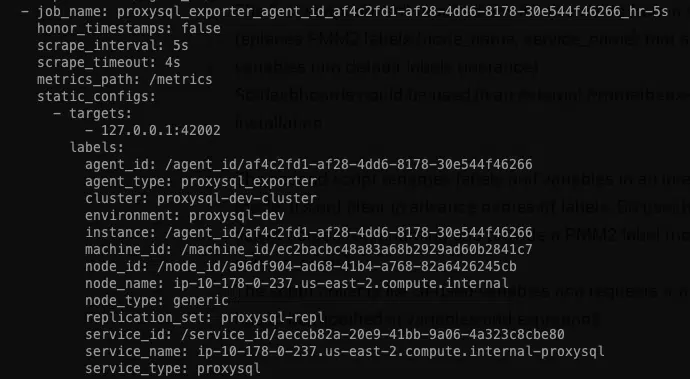 - job_name: proxysql_exporter_agent_id_af4c2fd1-af28-4dd6-8178-30e544f46266_hr-5s
honor_timestamps: false
scrape_interval: 5s
scrape_timeout: 4s
metrics_path: /metrics
static_configs:
- targets:
- 127.0.0.1:42002
labels:
agent_id: /agent_id/af4c2fd1-af28-4dd6-8178-30e544f46266
agent_type: proxysql_exporter
cluster: proxysql-dev-cluster
environment: proxysql-dev
instance: /agent_id/af4c2fd1-af28-4dd6-8178-30e544f46266
machine_id: /machine_id/ec2bacbc48a83a68b2929ad60b2841c7
node_id: /node_id/a96df904-ad68-41b4-a768-82a6426245cb
node_name: ip-10-178-0-237.us-east-2.compute.internal
node_type: generic
replication_set: proxysql-repl
service_id: /service_id/aeceb82a-20e9-41bb-9a06-4a323c8cbe80
service_name: ip-10-178-0-237.us-east-2.compute.internal-proxysql
service_type: proxysql